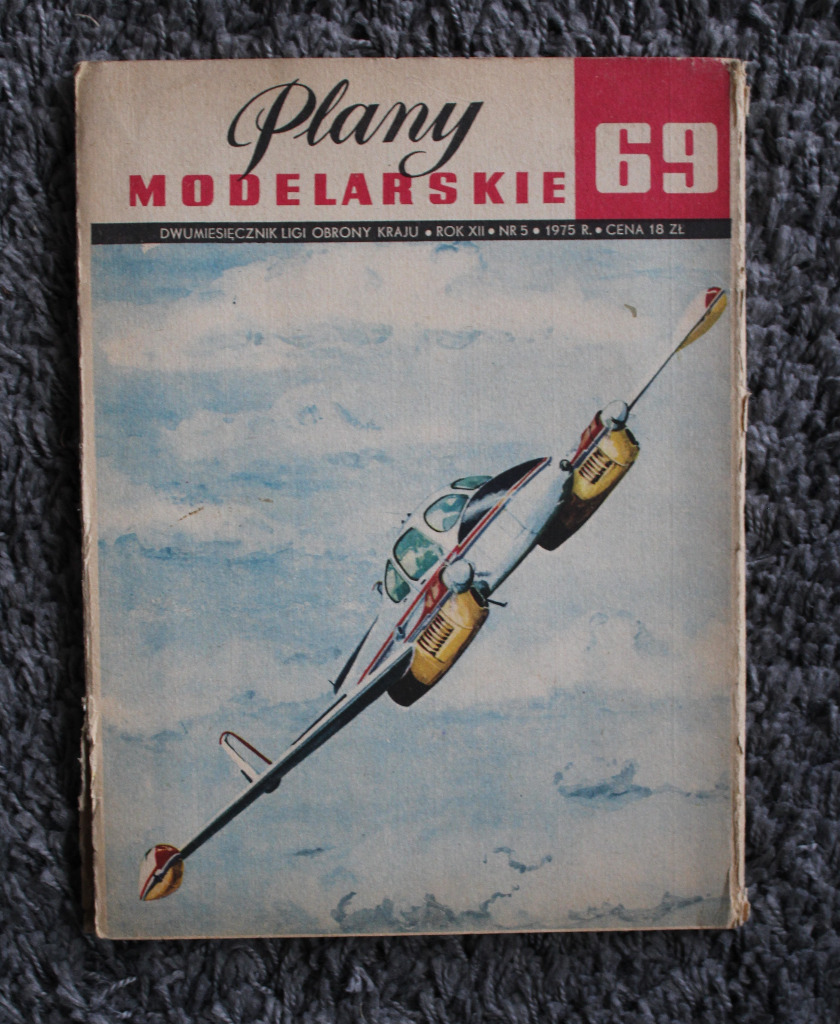 Plany
MODELARSKIE
69
DWUMIESIĘCZNIK LIGI OBRONY KRAJU • ROK XII • NR 5 • 1975 R. • CENA 18 ZŁ